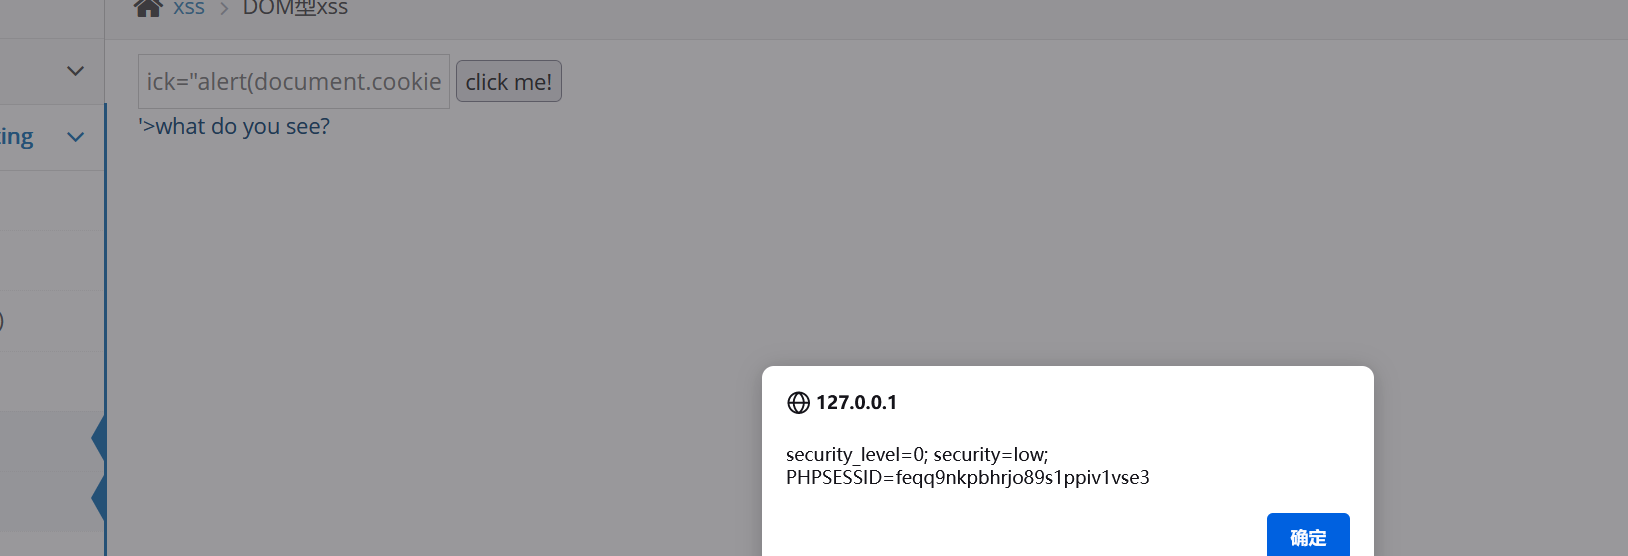 xss > DOM型xss
ick="alert(document.cookie
click me!
ing
'>what do you see?
)
127.0.0.1
security_level=0; security=low;
PHPSESSID=feqq9nkpbhrjo89s1ppiv1vse3
确定